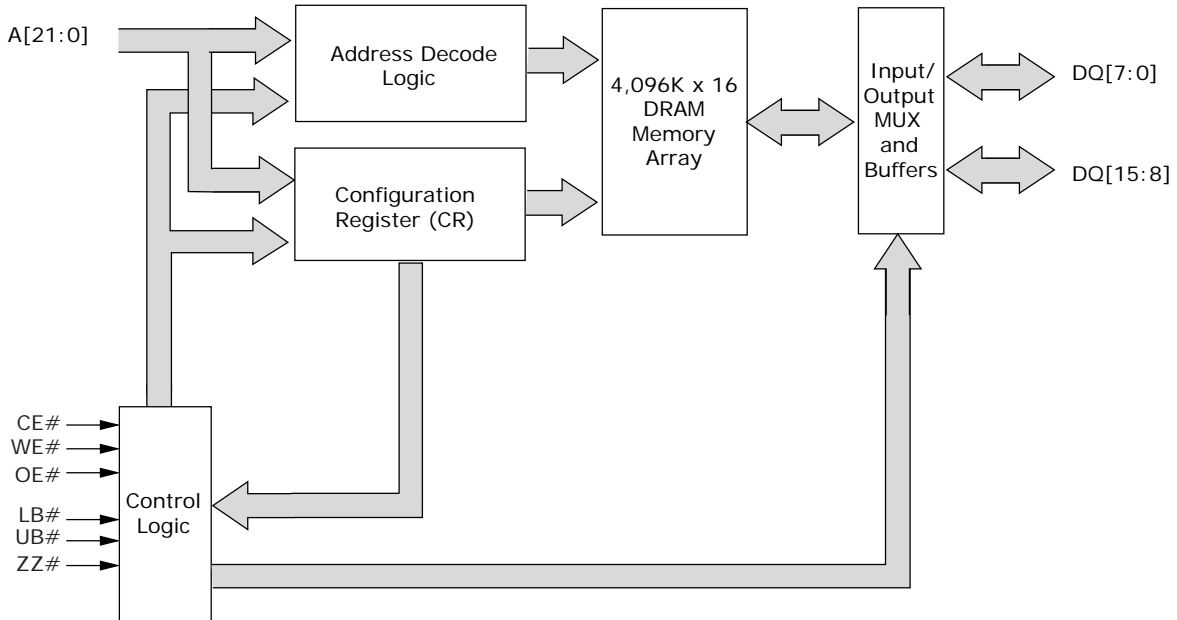 A[21:0]
Address Decode
Logic
4,096K x 16
DRAM
Memory
Array
Input/
Output
MUX
and
Buffers
DQ[7:0]
DQ[15:8]
Configuration
Register (CR)
CE#
WE#
OE#
LB#
UB#
ZZ#
Control
Logic